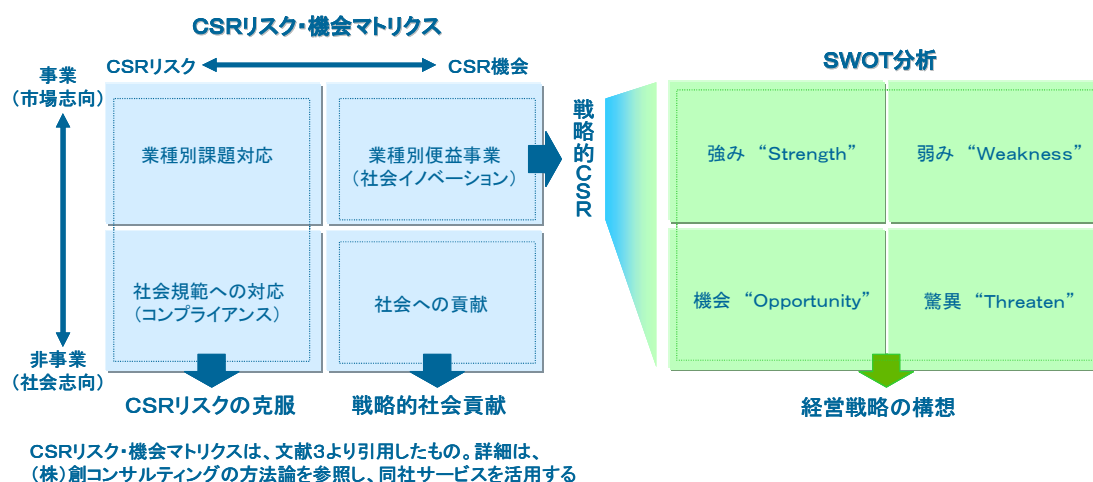 CSRリスク・機会マトリクス
CSRリスク
CSR機会
事業
(市場志向)
業種別課題対応
業種別便益事業
(社会イノベーション)
社会規範への対応
(コンプライアンス)
社会への貢献
非事業
(社会志向)
CSRリスクの克服
戦略的社会貢献
戦略的CSR
SWOT分析
強み “Strength”
弱み “Weakness”
機会 “Opportunity”
驚異 “Threaten”
経営戦略の構想
CSRリスク・機会マトリクスは、文献3より引用したもの。詳細は、
(株)創コンサルティングの方法論を参照し、同社サービスを活用する